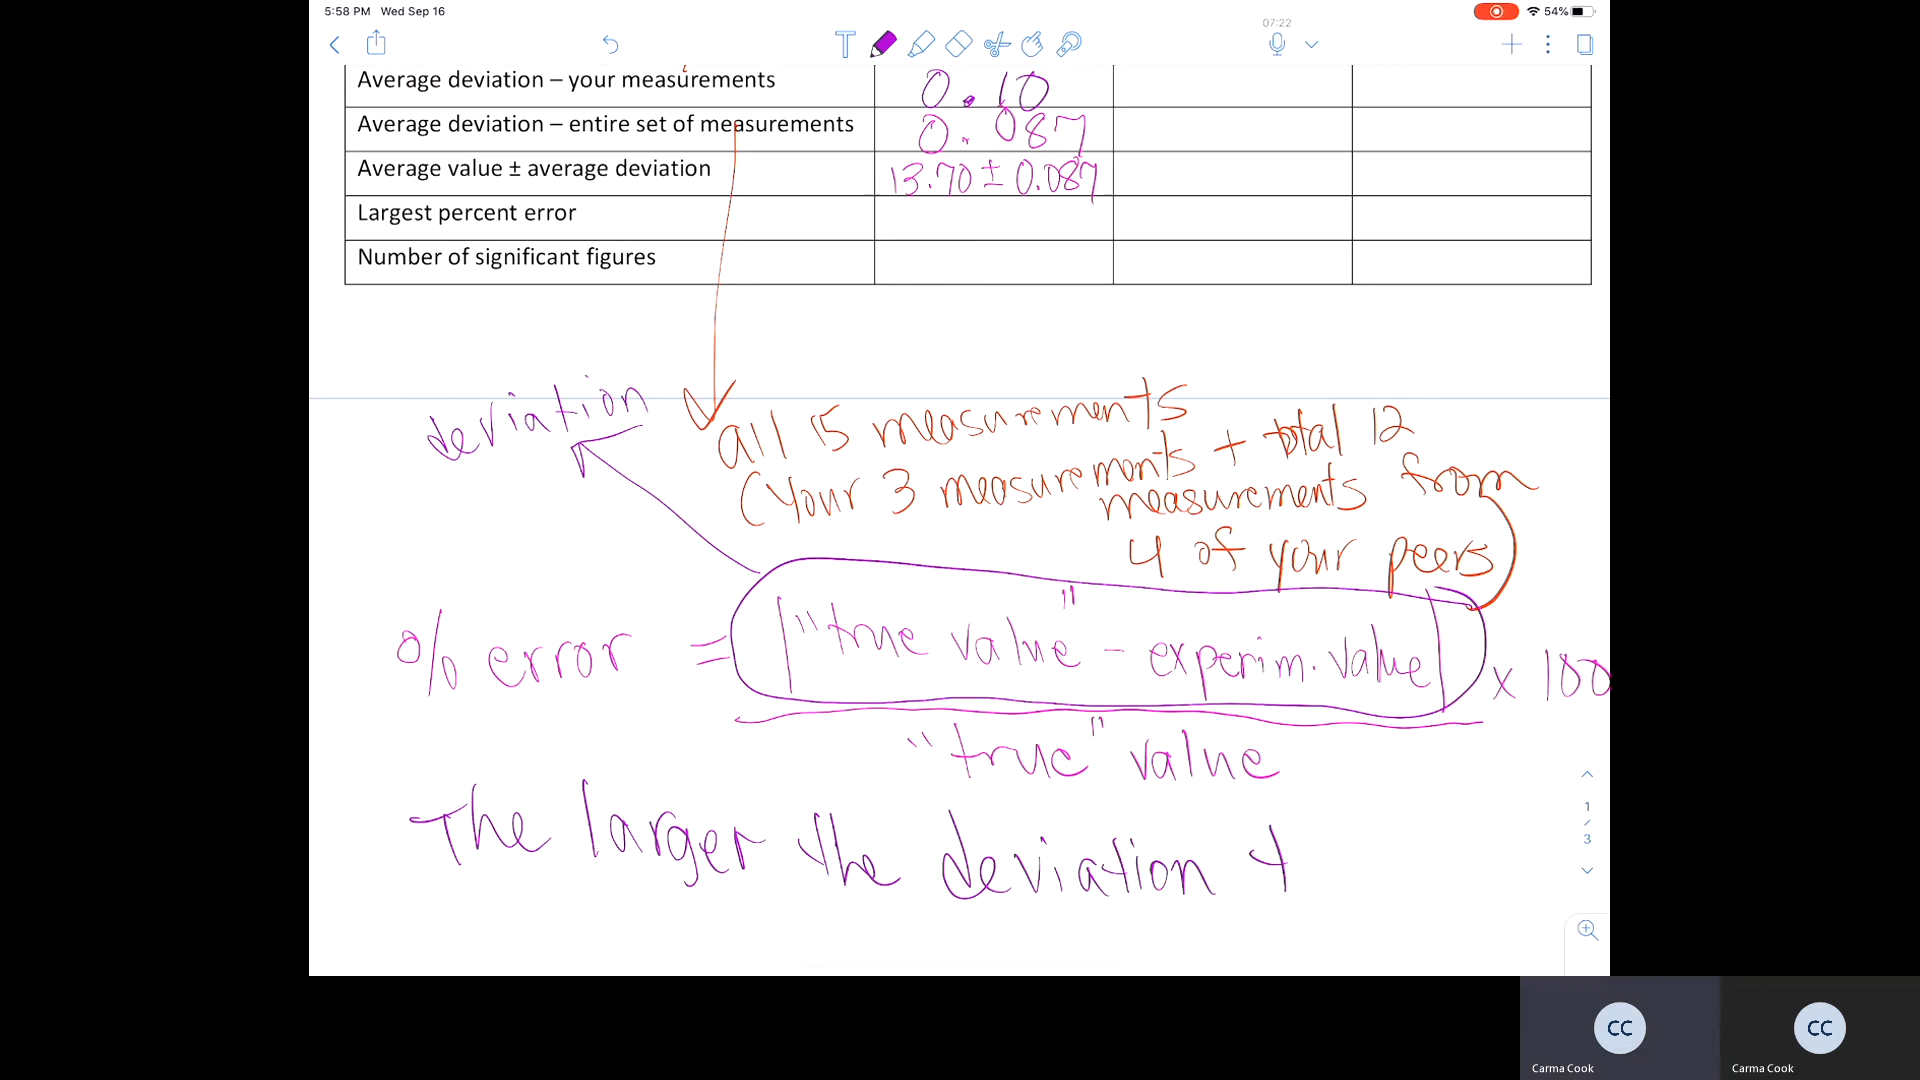 5:58 PM Wed Sep 16
54%
07:22
T
Average deviation – your measurements 0.10
Average deviation – entire set of measurements 0.087
Average value ± average deviation 13.70 ± 0.087
Largest percent error
Number of significant figures
deviation
all 15 measurements
(Your 3 measurements + total 12
measurements from
4 of your peers
% error = |"true value" - experim. value| x 100
"true" value
The larger the deviation t
1
/
3
CC CC
Carma Cook Carma Cook